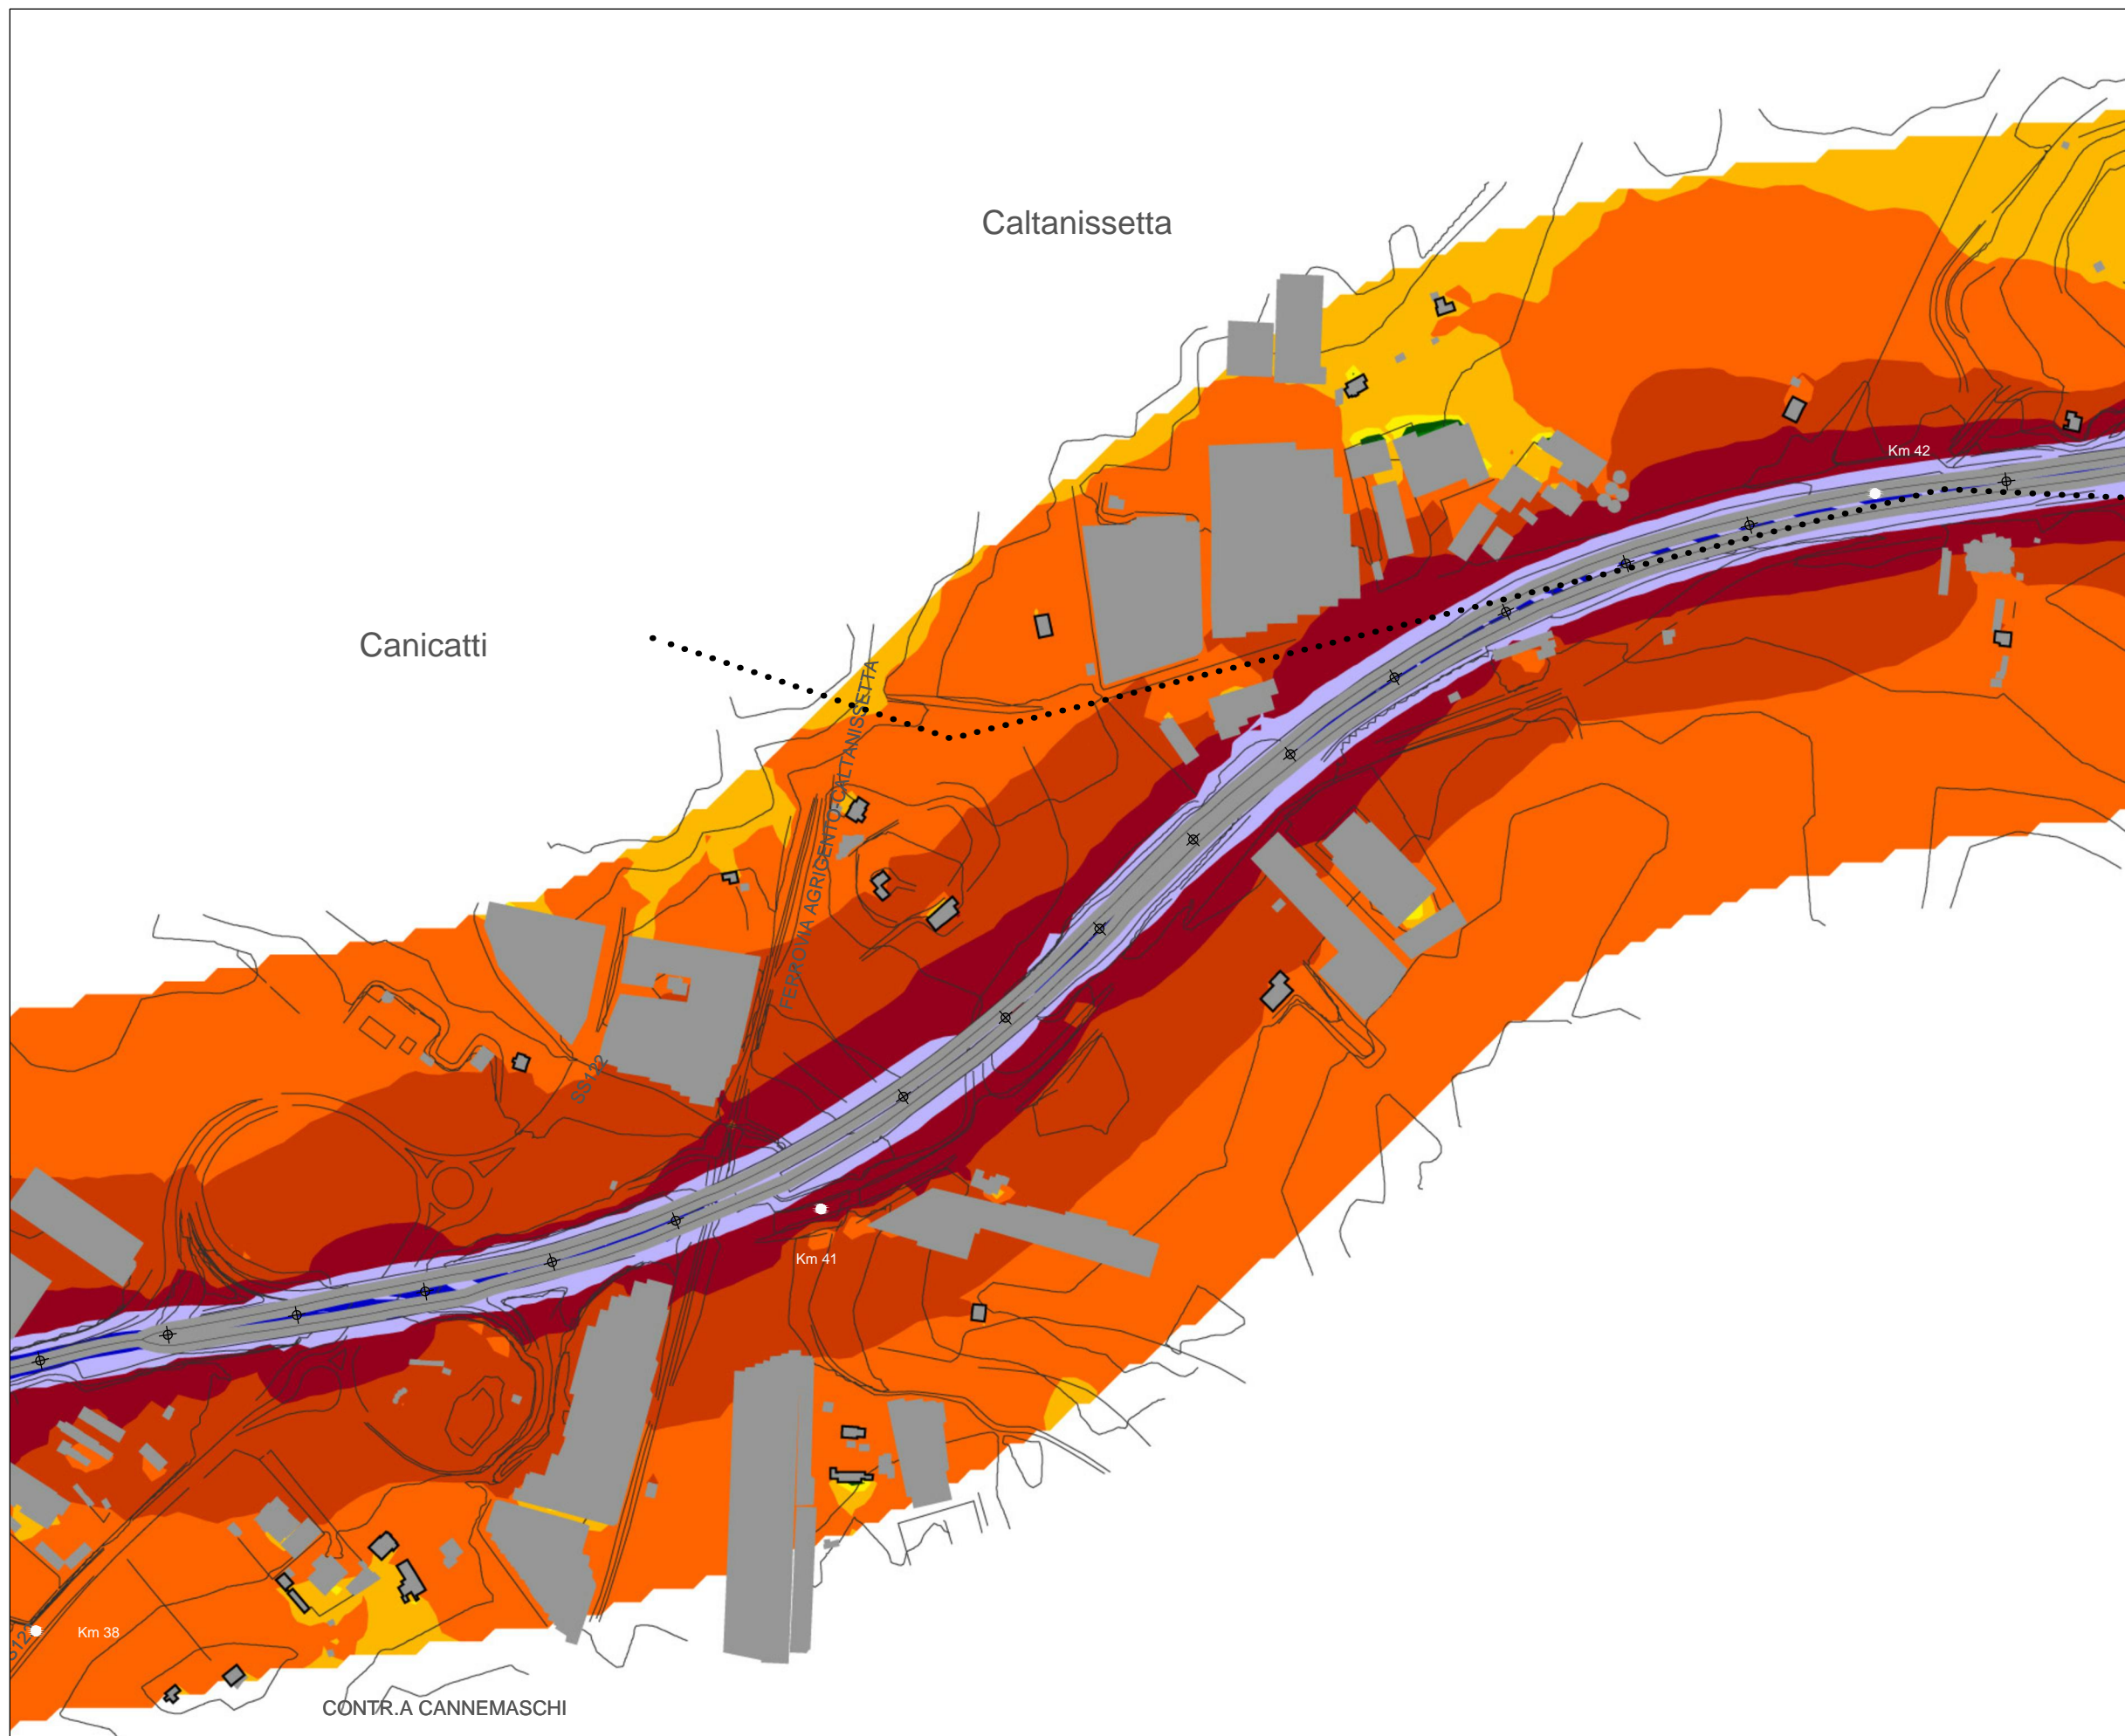 Caltanissetta
Km 42
Canicatti
FERROVIA AGRIGENTO-CALTANISSETTA
SS122
Km 41
Km 38
CONTR.A CANNEMASCHI